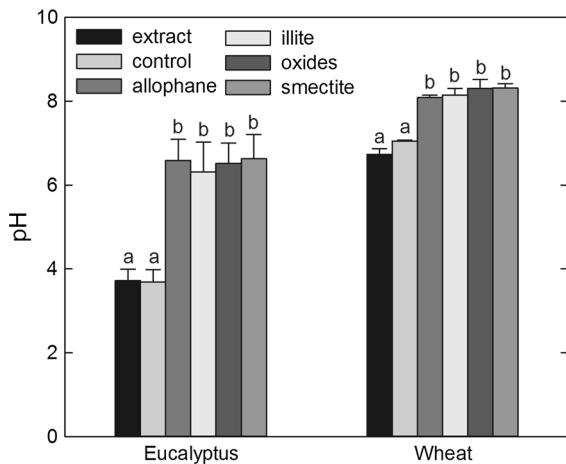 10
extract
illite
control
oxides
allophane
smectite
b b b b
8
a a
b b b b
6
pH
4
a a
2
0
Eucalyptus
Wheat